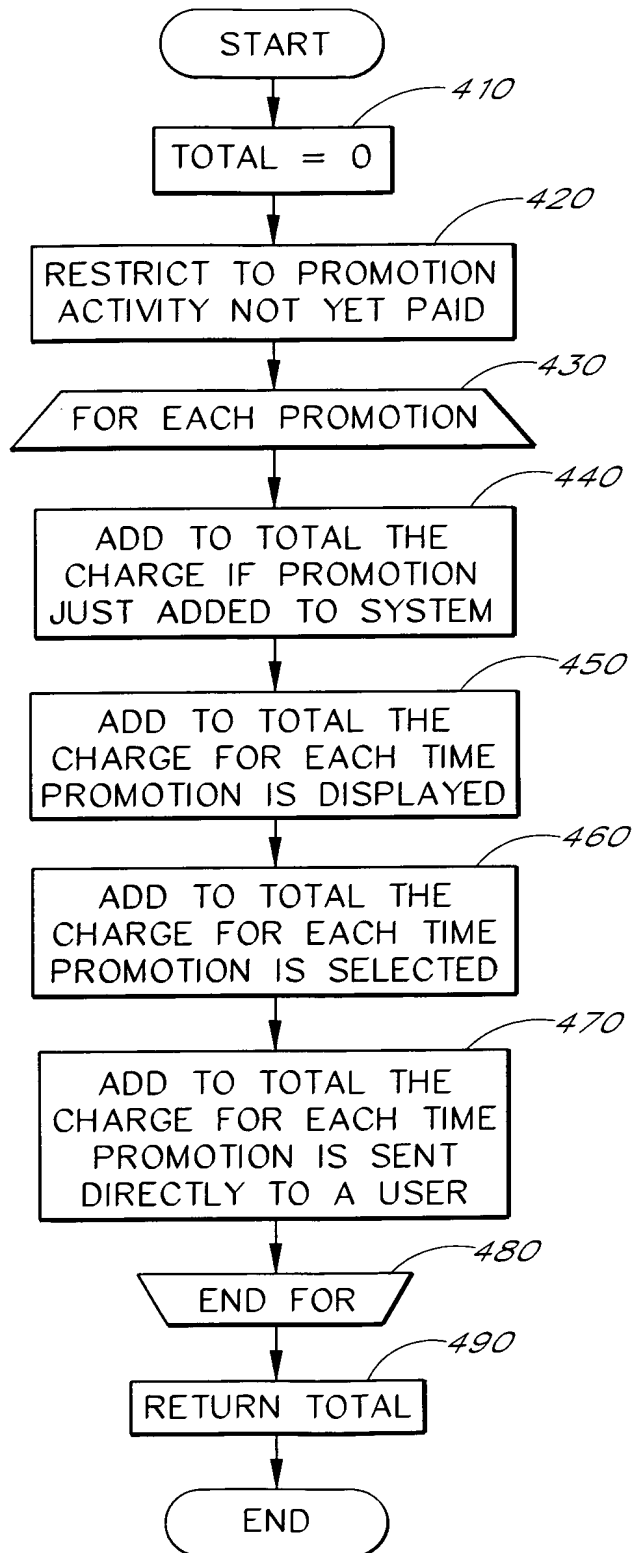 START
410
TOTAL = 0
420
RESTRICT TO PROMOTION
ACTIVITY NOT YET PAID
430
FOR EACH PROMOTION
440
ADD TO TOTAL THE
CHARGE IF PROMOTION
JUST ADDED TO SYSTEM
450
ADD TO TOTAL THE
CHARGE FOR EACH TIME
PROMOTION IS DISPLAYED
460
ADD TO TOTAL THE
CHARGE FOR EACH TIME
PROMOTION IS SELECTED
470
ADD TO TOTAL THE
CHARGE FOR EACH TIME
PROMOTION IS SENT
DIRECTLY TO A USER
480
END FOR
490
RETURN TOTAL
END